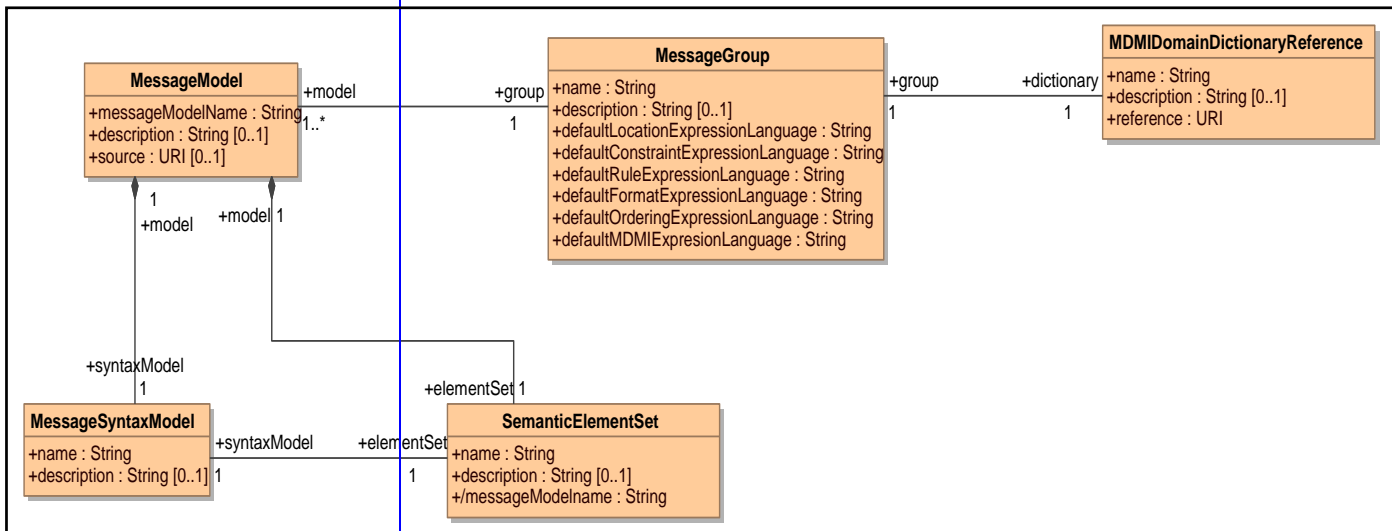 MessageModel
+messageModelName : String
+description : String [0..1]
+source : URI [0..1]
+model
1..*
+group
1
MessageGroup
+name : String
+description : String [0..1]
+defaultLocationExpressionLanguage : String
+defaultConstraintExpressionLanguage : String
+defaultRuleExpressionLanguage : String
+defaultFormatExpressionLanguage : String
+defaultOrderingExpressionLanguage : String
+defaultMDMIExpresionLanguage : String
+group
1
+dictionary
1
MDMIDomainDictionaryReference
+name : String
+description : String [0..1]
+reference : URI
1
+model
+model 1
+syntaxModel
1
+elementSet 1
MessageSyntaxModel
+name : String
+description : String [0..1]
+syntaxModel
1
+elementSet
1
SemanticElementSet
+name : String
+description : String [0..1]
+/messageModelname : String